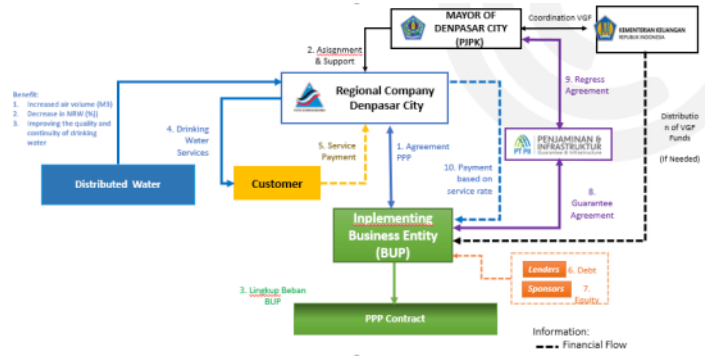 MAYOR OF
DENPASAR CITY
(PJPK)
Coordination VGF
KEMENTERIAN KEUANGAN
REPUBLIK INDONESIA
2. Asisgnment
& Support
Benefit:
1. Increased air volume (M3)
2. Decrease in NRW (%)
3. Improving the quality and
continuity of drinking
water
Regional Company
Denpasar City
9. Regress
Agreement
Distributio
n of VGF
Funds
(If Needed)
4. Drinking
Water
Services
5. Service
Payment
1. Agreement
PPP
10. Payment
based on
service rate
PT PII
PENJAMINAN &
INFRASTRUKTUR
Guarantee & Infrastructure
Distributed Water
Customer
8.
Guarantee
Agreement
Inplementing
Business Entity
(BUP)
Lenders 6. Debt
Sponsors 7.
Equity
3. Lingkup Beban
BUP
PPP Contract
Information:
Financial Flow